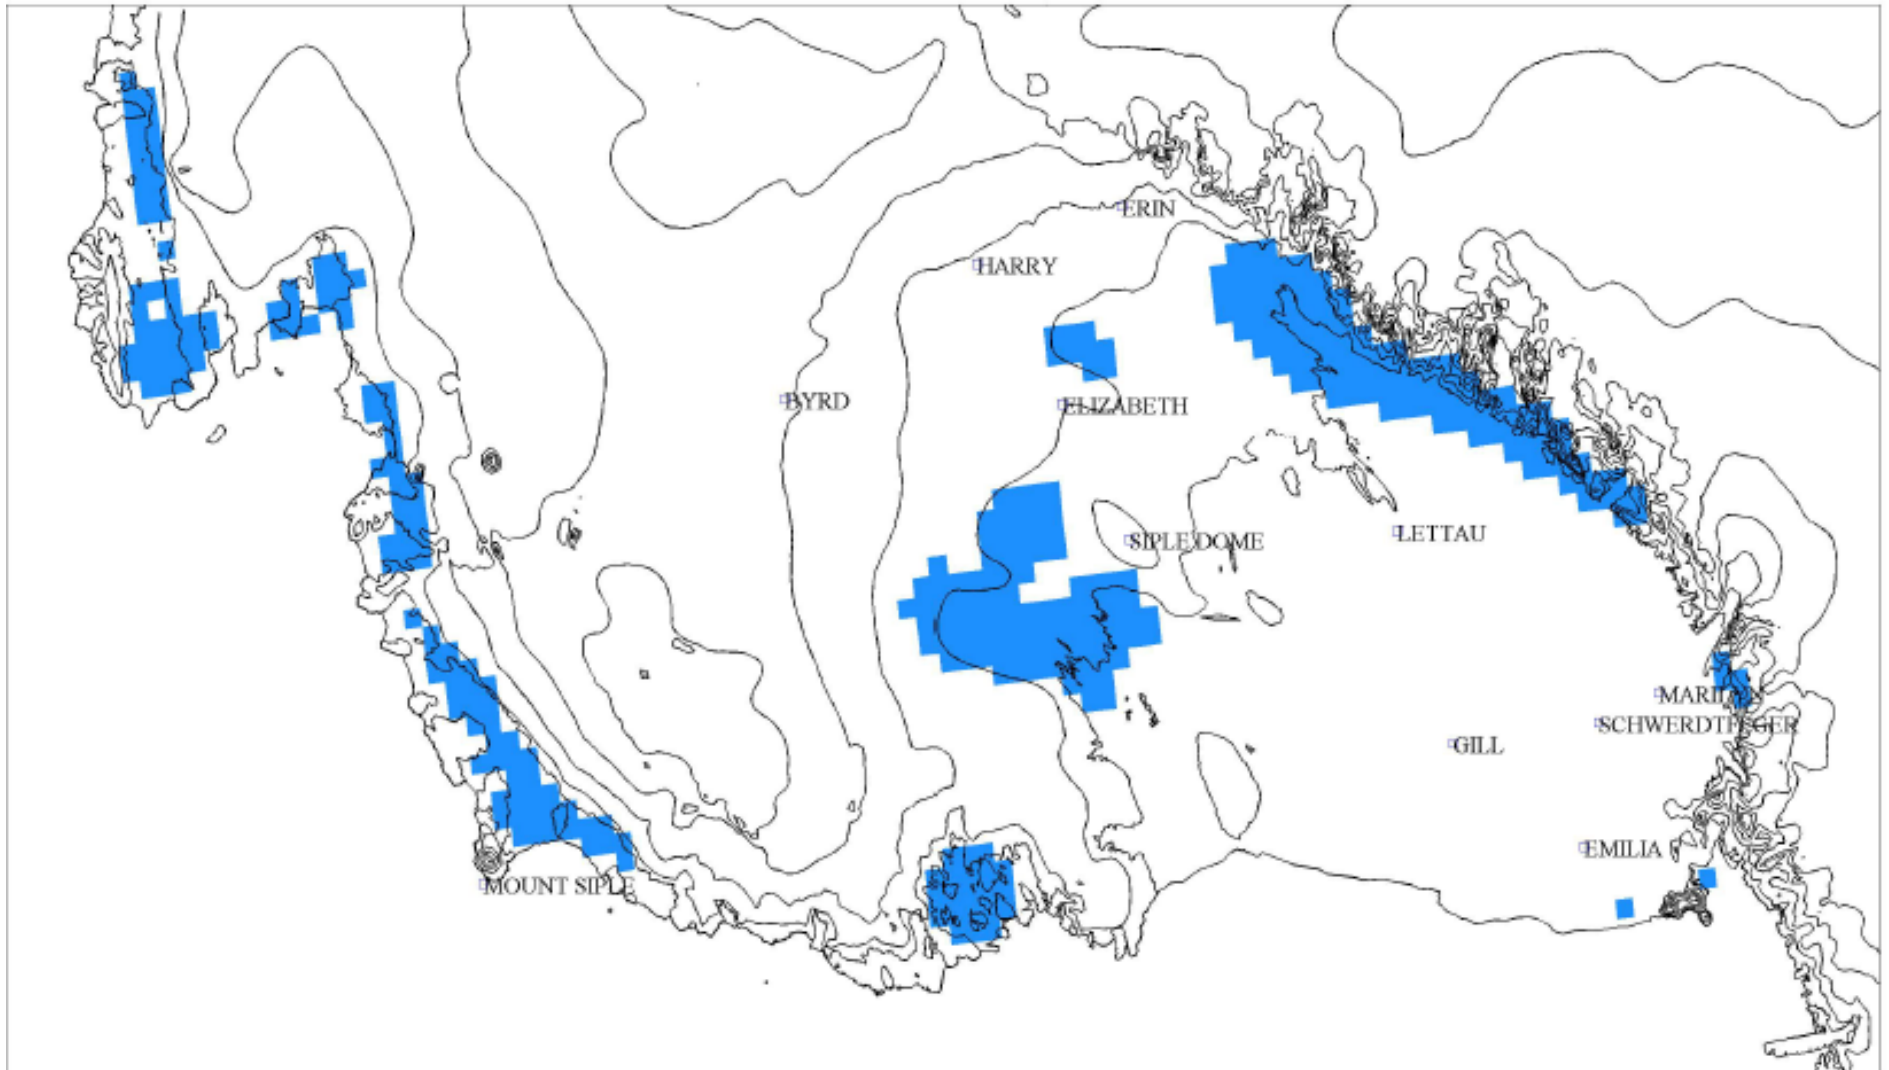 ERIN
HARRY
BYRD
ELIZABETH
LETTAU
SIPLE DOME
MARILYN
SCHWERDTFEGER
GILL
EMILIA
MOUNT SIPLE